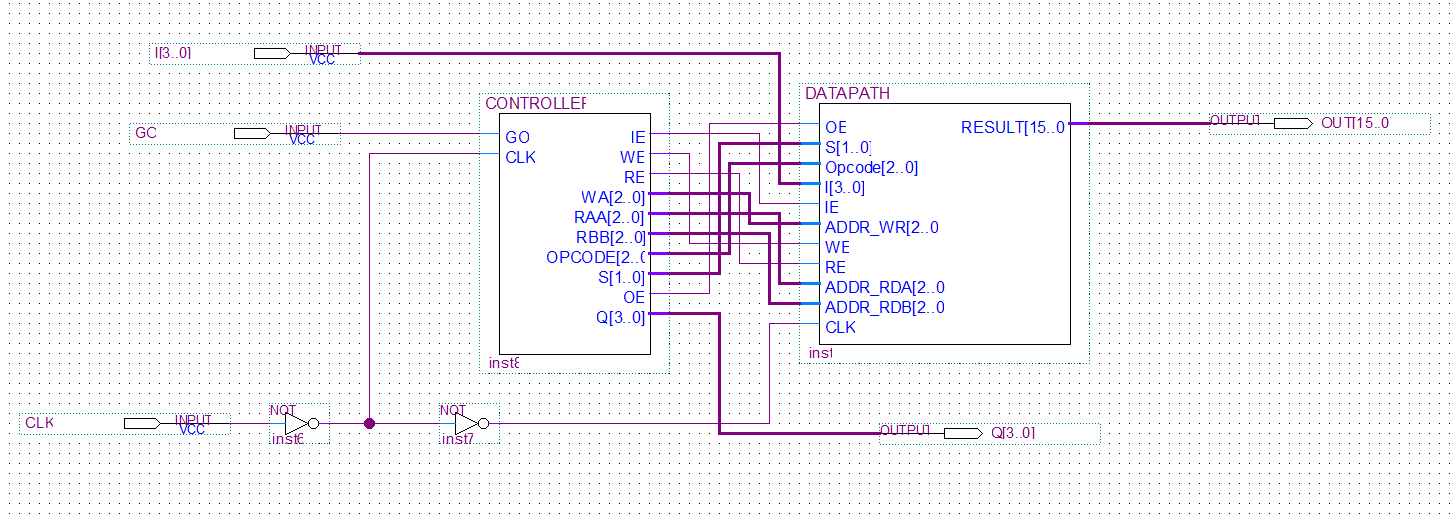 I[3..0]
INPUT
VCC
CONTROLLER
DATAPATH
GO
INPUT
VCC
GO
CLK
IE
WE
RE
WA[2..0]
RAA[2..0]
RBB[2..0]
OPCODE[2..0
S[1..0]
OE
Q[3..0]
inst8
OE
S[1..0]
Opcode[2..0]
I[3..0]
IE
ADDR_WR[2..0
WE
RE
ADDR_RDA[2..0
ADDR_RDB[2..0
CLK
RESULT[15..0
inst
OUTPUT
OUT[15..0
CLK
INPUT
VCC
NOT
inst6
NOT
inst7
OUTPUT
Q[3..0]